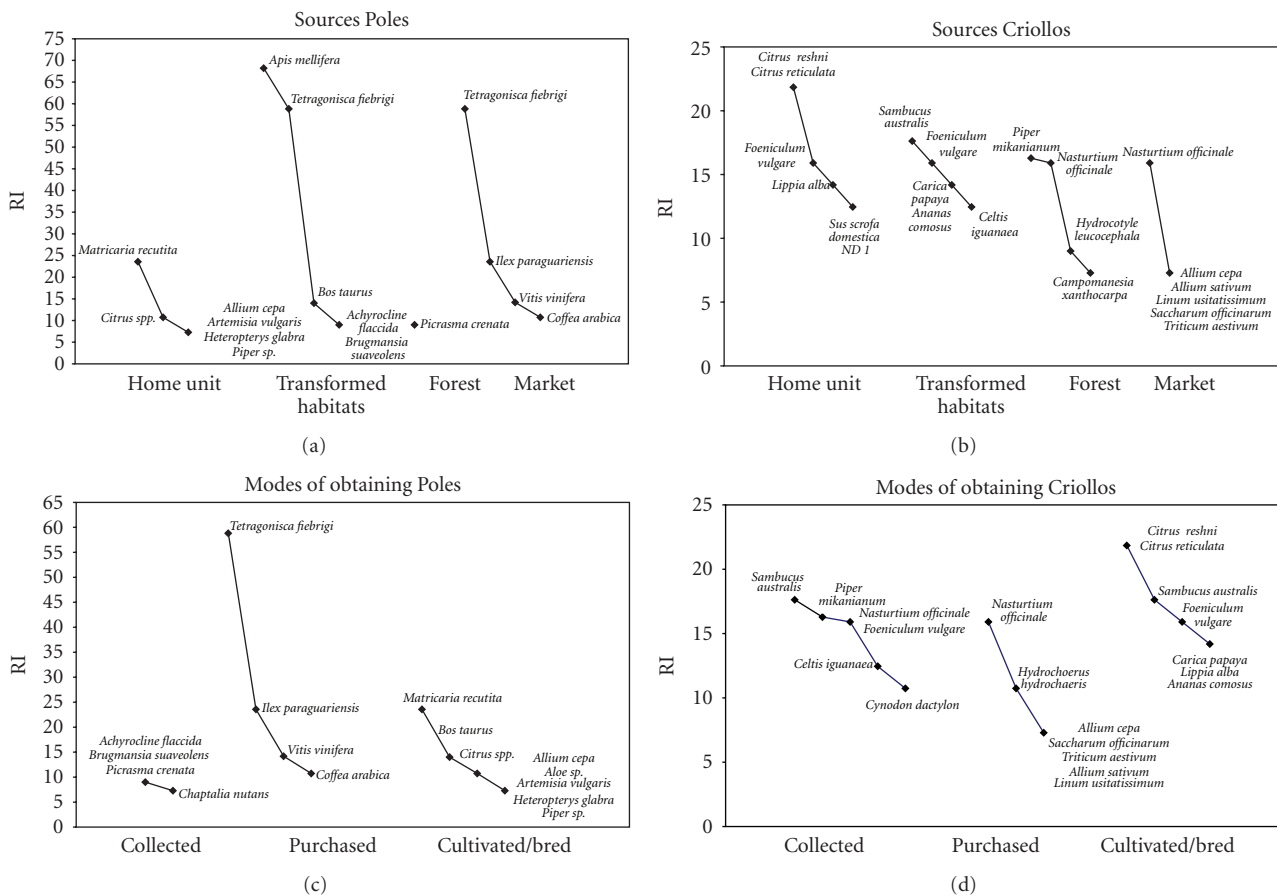 Sources Poles
75
70
65
60
55
50
45
40
35
30
25
20
15
10
5
0
RI
Apis mellifera
Tetragonisca fiebrigi
Tetragonisca fiebrigi
Matricaria recutita
Ilex paraguariensis
Citrus spp.
Allium cepa
Artemisia vulgaris
Heteropterys glabra
Piper sp.
Bos taurus
Achyrocline
flaccida
Brugmansia
suaveolens
Picrasma crenata
Vitis vinifera
Coffea arabica
Home unit
Transformed
habitats
Forest
Market
(a)
Sources Criollos
25
20
15
10
5
0
RI
Citrus reshni
Citrus reticulata
Foeniculum
vulgare
Lippia alba
Sus scrofa
domestica
ND 1
Sambucus
australis
Foeniculum
vulgare
Carica
papaya
Ananas
comosus
Celtis
iguanaea
Piper
mikanianum
Nasturtium
officinale
Hydrocotyle
leucocephala
Campomanesia
xanthocarpa
Nasturtium officinale
Allium cepa
Allium sativum
Linum usitatissimum
Saccharum officinarum
Triticum aestivum
Home unit
Transformed
habitats
Forest
Market
(b)
Modes of obtaining Poles
65
60
55
50
45
40
35
30
25
20
15
10
5
0
RI
Tetragonisca fiebrigi
Ilex paraguariensis
Vitis vinifera
Coffea arabica
Achyrocline flaccida
Brugmansia suaveolens
Picrasma crenata
Chaptalia nutans
Matricaria recutita
Bos taurus
Citrus spp.
Allium cepa
Aloe sp.
Artemisia vulgaris
Heteropterys glabra
Piper sp.
Collected
Purchased
Cultivated/bred
(c)
Modes of obtaining Criollos
25
20
15
10
5
0
RI
Sambucus
australis
Piper
mikanianum
Nasturtium officinale
Foeniculum vulgare
Celtis iguanaea
Cynodon dactylon
Nasturtium
officinale
Hydrochoerus
hydrochaeris
Allium cepa
Saccharum officinarum
Triticum aestivum
Allium sativum
Linum usitatissimum
Citrus reshni
Citrus reticulata
Sambucus australis
Foeniculum
vulgare
Carica papaya
Lippia alba
Ananas comosus
Collected
Purchased
Cultivated/bred
(d)